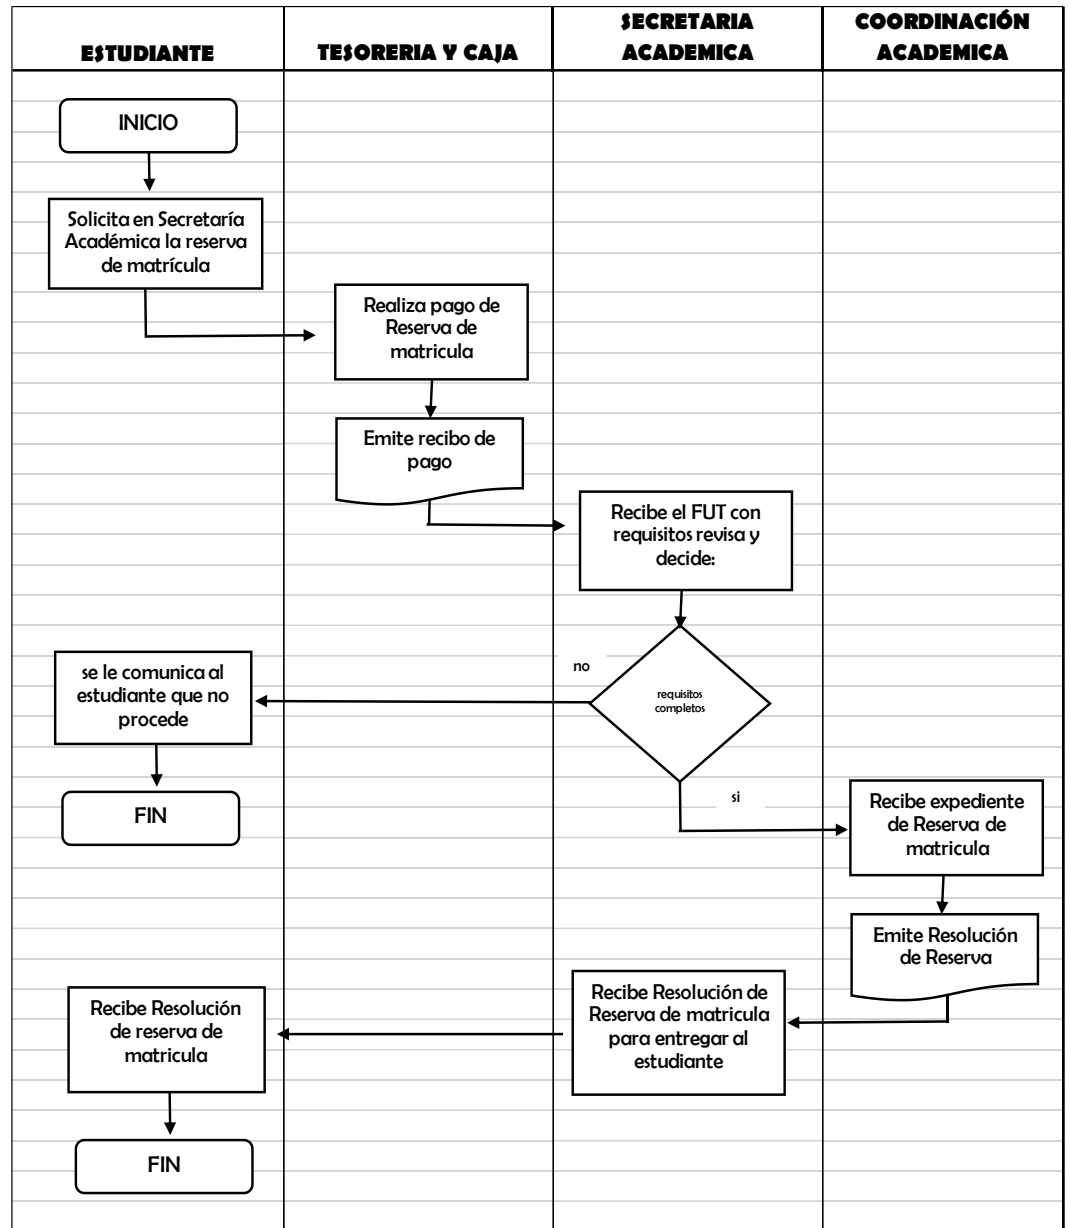 ESTUDIANTE
TESORERIA Y CAJA
SECRETARIA
ACADEMICA
COORDINACIÓN
ACADEMICA
INICIO
Solicita en Secretaría
Académica la reserva
de matrícula
Realiza pago de
Reserva de
matricula
Emite recibo de
pago
Recibe el FUT con
requisitos revisa y
decide:
requisitos
completos
no
se le comunica al
estudiante que no
procede
FIN
si
Recibe expediente
de Reserva de
matricula
Emite Resolución
de Reserva
Recibe Resolución de
Reserva de matricula
para entregar al
estudiante
Recibe Resolución
de reserva de
matricula
FIN